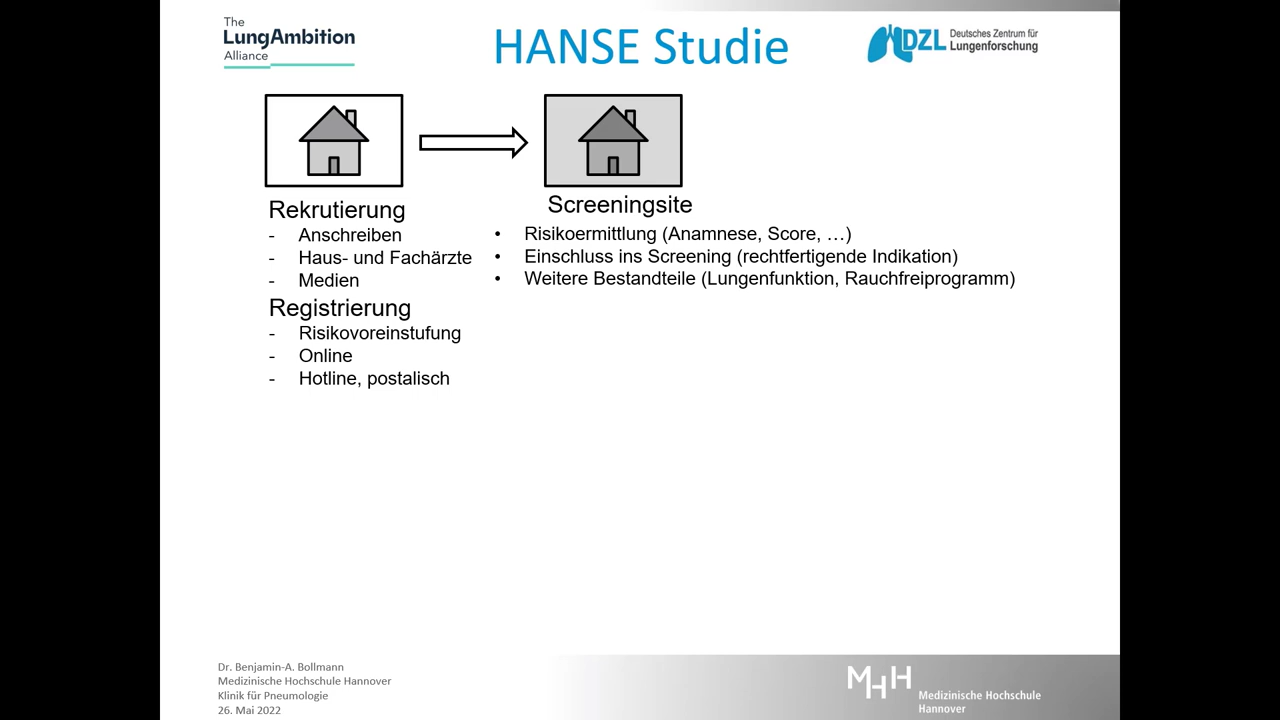 The
LungAmbition
Alliance
HANSE Studie
DZL
Deutsches Zentrum für
Lungenforschung
Rekrutierung
- Anschreiben
- Haus- und Fachärzte
- Medien
Registrierung
- Risikovoreinstufung
- Online
- Hotline, postalisch
Screeningsite
• Risikoermittlung (Anamnese, Score, …)
• Einschluss ins Screening (rechtfertigende Indikation)
• Weitere Bestandteile (Lungenfunktion, Rauchfreiprogramm)
Dr. Benjamin-A. Bollmann
Medizinische Hochschule Hannover
Klinik für Pneumologie
26. Mai 2022
MHH
Medizinische Hochschule
Hannover